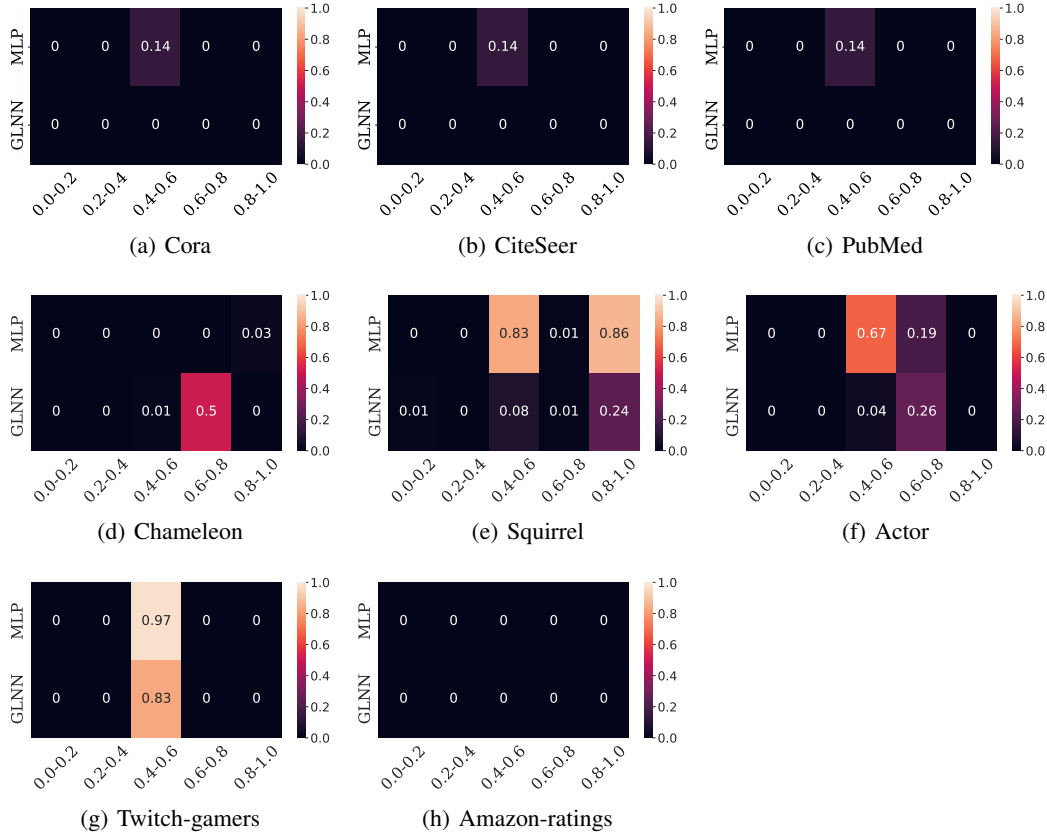 1.0
0.8
0.6
0.4
0.2
0.0
MLP
0 0 0.14 0 0
GLNN
0 0 0 0 0
0.0-0.2 0.2-0.4 0.4-0.6 0.6-0.8 0.8-1.0
(a) Cora
1.0
0.8
0.6
0.4
0.2
0.0
MLP
0 0 0.14 0 0
GLNN
0 0 0 0 0
0.0-0.2 0.2-0.4 0.4-0.6 0.6-0.8 0.8-1.0
(b) CiteSeer
1.0
0.8
0.6
0.4
0.2
0.0
MLP
0 0 0.14 0 0
GLNN
0 0 0 0 0
0.0-0.2 0.2-0.4 0.4-0.6 0.6-0.8 0.8-1.0
(c) PubMed
1.0
0.8
0.6
0.4
0.2
0.0
MLP
0 0 0 0 0.03
GLNN
0 0 0.01 0.5 0
0.0-0.2 0.2-0.4 0.4-0.6 0.6-0.8 0.8-1.0
(d) Chameleon
1.0
0.8
0.6
0.4
0.2
0.0
MLP
0 0 0.83 0.01 0.86
GLNN
0.01 0 0.08 0.01 0.24
0.0-0.2 0.2-0.4 0.4-0.6 0.6-0.8 0.8-1.0
(e) Squirrel
1.0
0.8
0.6
0.4
0.2
0.0
MLP
0 0 0.67 0.19 0
GLNN
0 0 0.04 0.26 0
0.0-0.2 0.2-0.4 0.4-0.6 0.6-0.8 0.8-1.0
(f) Actor
1.0
0.8
0.6
0.4
0.2
0.0
MLP
0 0 0.97 0 0
GLNN
0 0 0.83 0 0
0.0-0.2 0.2-0.4 0.4-0.6 0.6-0.8 0.8-1.0
(g) Twitch-gamers
1.0
0.8
0.6
0.4
0.2
0.0
MLP
0 0 0 0 0
GLNN
0 0 0 0 0
0.0-0.2 0.2-0.4 0.4-0.6 0.6-0.8 0.8-1.0
(h) Amazon-ratings